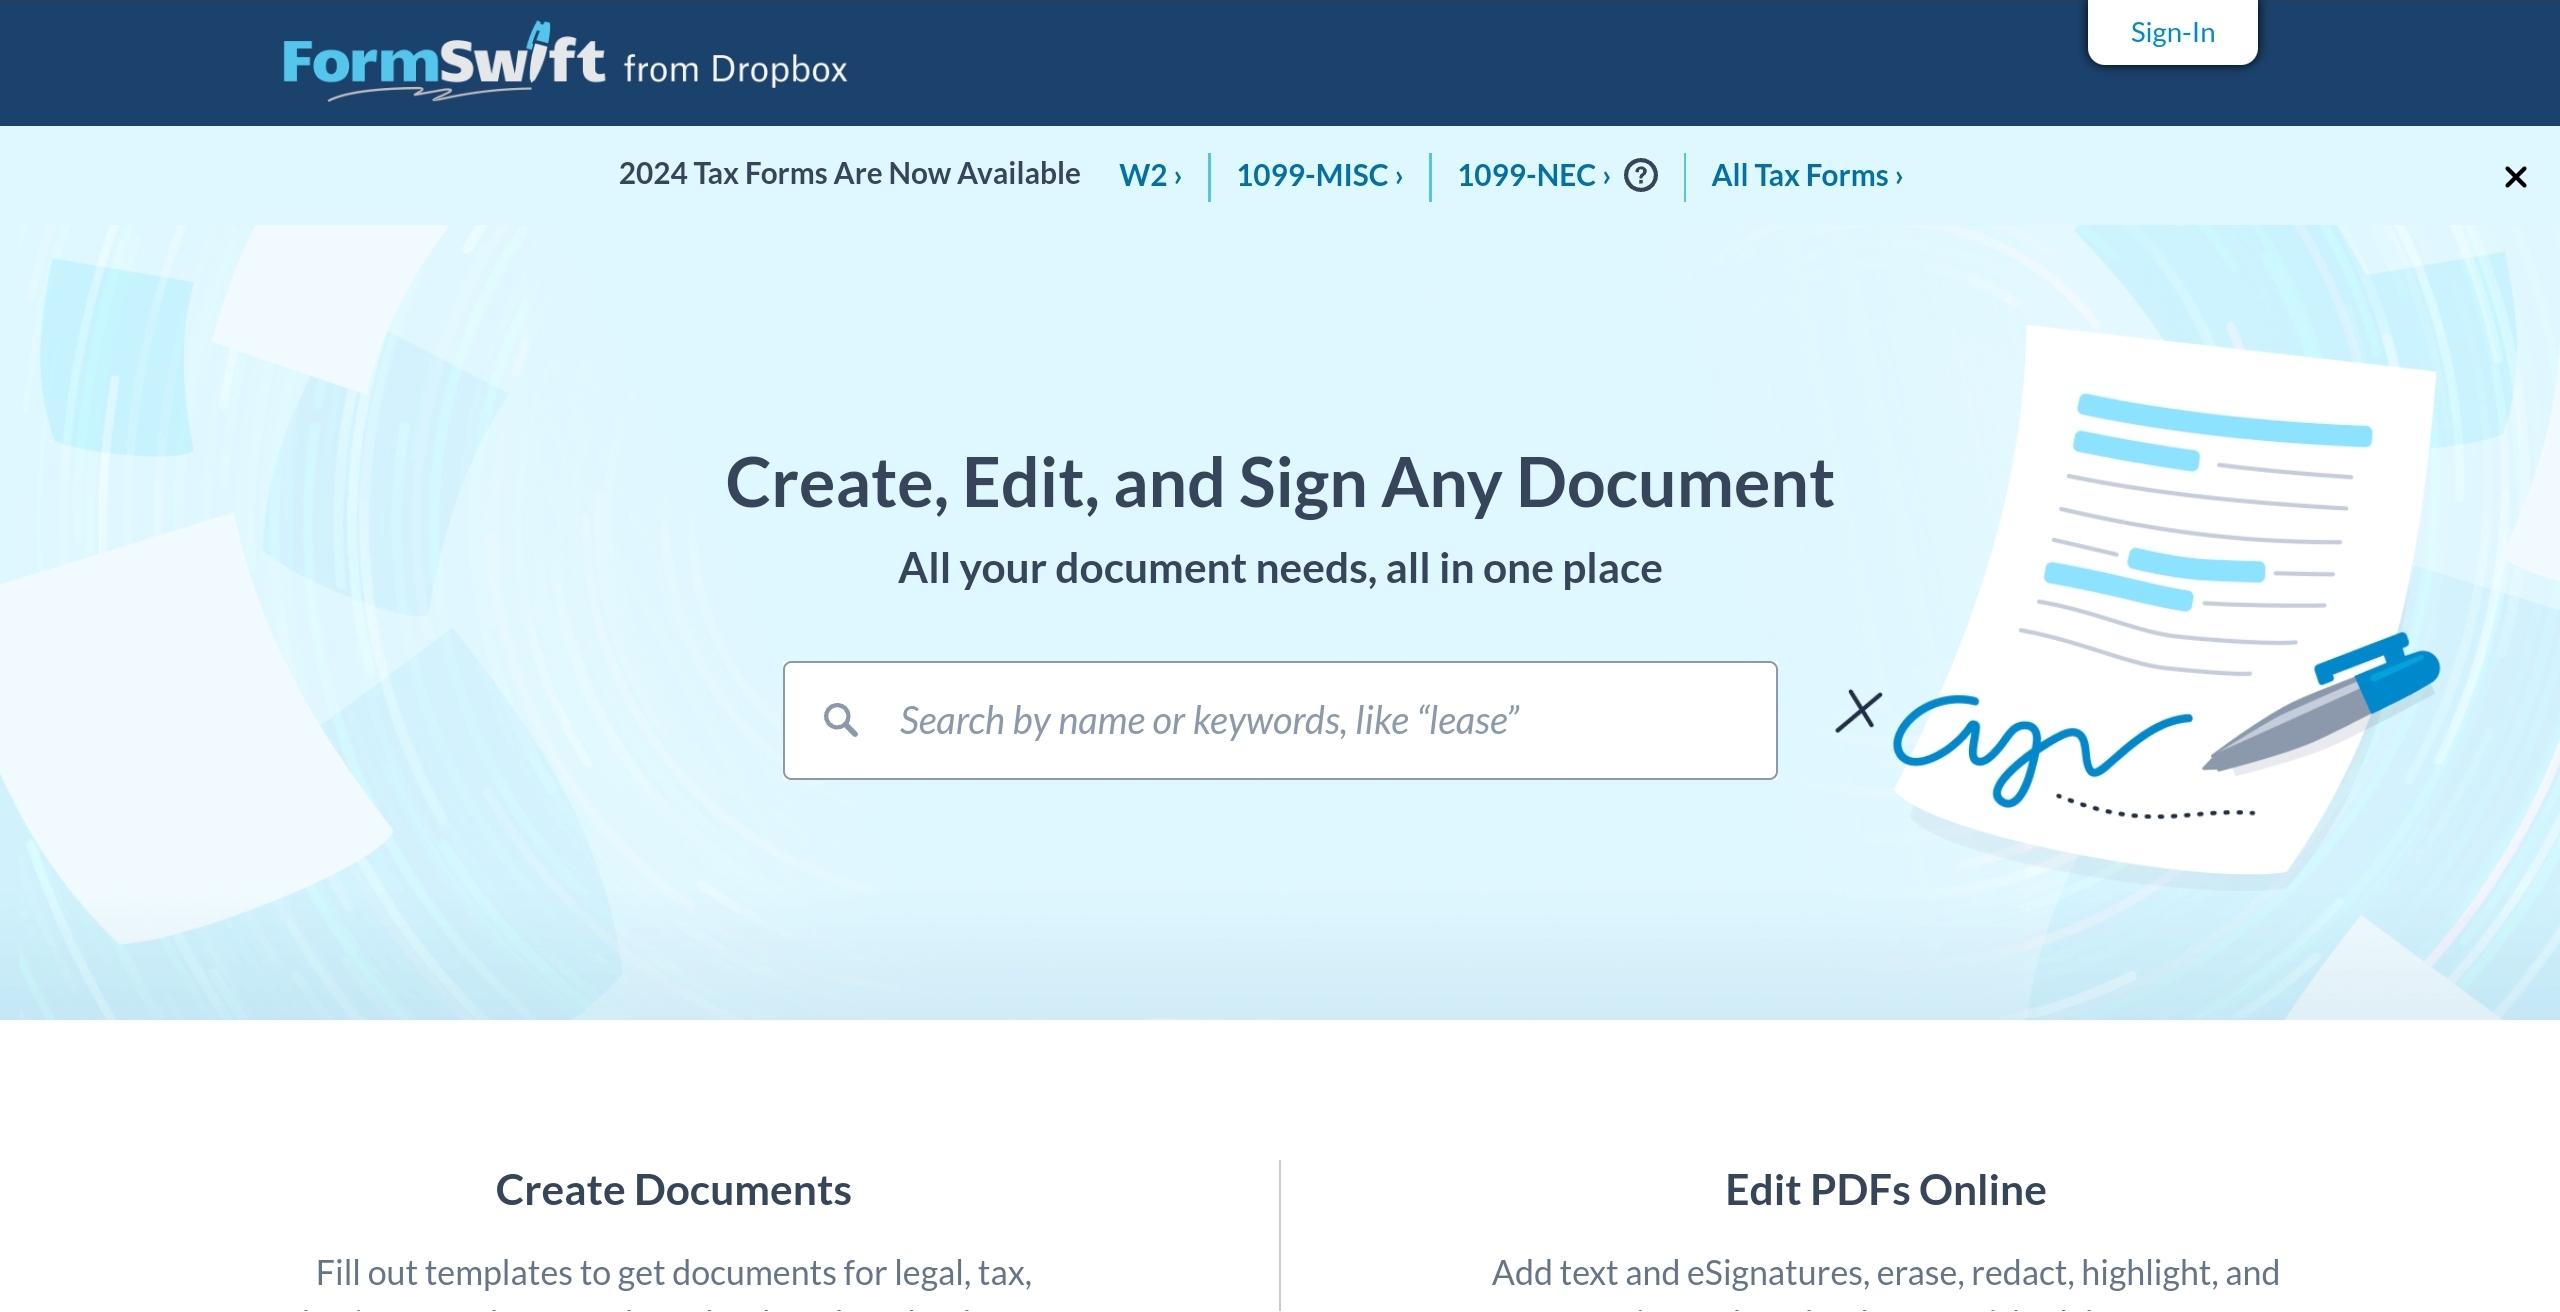 FormSwift from Dropbox
Sign-In
2024 Tax Forms Are Now Available W2 › 1099-MISC › 1099-NEC › ? All Tax Forms ›
Create, Edit, and Sign Any Document
All your document needs, all in one place
Search by name or keywords, like “lease”
Create Documents
Fill out templates to get documents for legal, tax,
Edit PDFs Online
Add text and eSignatures, erase, redact, highlight, and